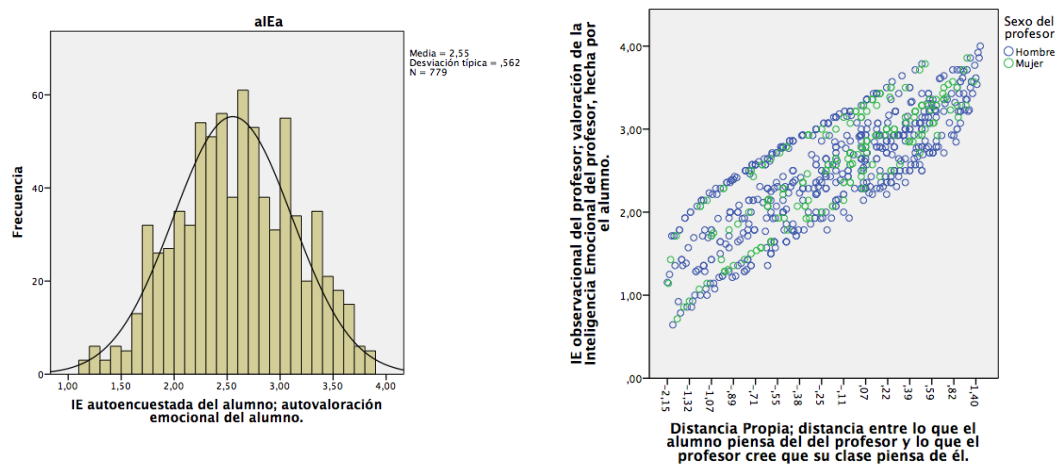 aIEa
Media = 2,55
Desviación típica = ,562
N = 779
Frecuencia
60
40
20
0
1,00
1,50
2,00
2,50
3,00
3,50
4,00
IE autoencuestada del alumno; autovaloración
emocional del alumno.
Sexo del
profesor
Hombre
Mujer
IE observacional del profesor; valoración de la
Inteligencia Emocional del profesor, hecha por
el alumno.
4,00
3,00
2,00
1,00
,00
-2,15
-1,32
-1,07
-,89
-,71
-,55
-,38
-,25
-,11
,07
,22
,39
,59
,82
1,40
Distancia Propia; distancia entre lo que el
alumno piensa del del profesor y lo que el
profesor cree que su clase piensa de él.